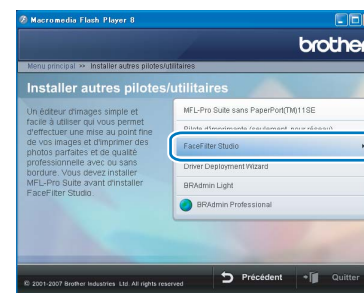 Macromedia Flash Player 8
brother
Menu principal >> Installer autres pilotes/utilitaires
Installer autres pilotes/utilitaires
Un éditeur d'images simple et
facile à utiliser qui vous permet
d'effectuer une mise au point fine
de vos images et d'imprimer des
photos parfaites et de qualité
professionnelle avec ou sans
bordure. Vous devez installer
MFL-Pro Suite avant d'installer
FaceFilter Studio.
MFL-Pro Suite sans PaperPort(TM)11SE
Pilote d'imprimante (seulement, pour réseau)
FaceFilter Studio
Driver Deployment Wizard
BRAdmin Light
BRAdmin Professional
© 2001-2007 Brother Industries Ltd. All rights reserved
Précédent
Quitter